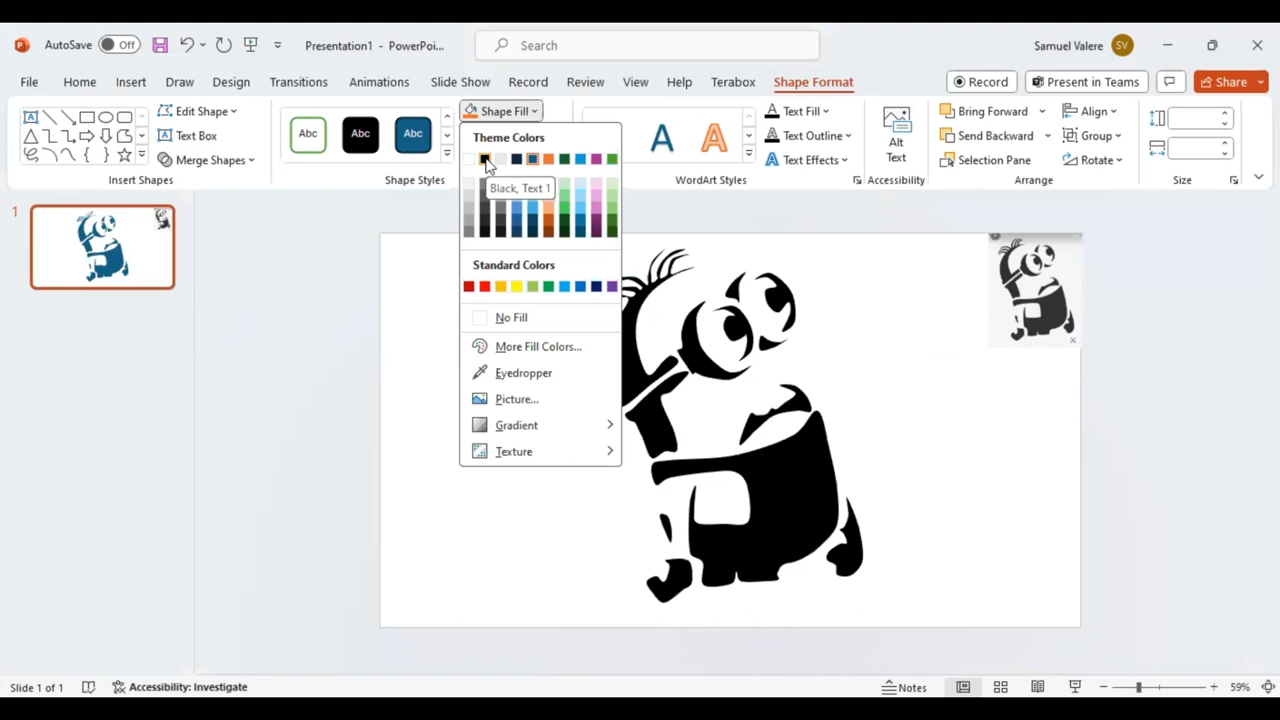 AutoSave Off Presentation1 - PowerPoi... Search Samuel Valere SV
File Home Insert Draw Design Transitions Animations Slide Show Record Review View Help Terabox Shape Format Record Present in Teams Share
Edit Shape
Text Box
Merge Shapes
Insert Shapes
Abc Abc Abc
Shape Styles
Shape Fill
Theme Colors
Black, Text 1
Standard Colors
No Fill
More Fill Colors...
Eyedropper
Picture...
Gradient
Texture
A A
WordArt Styles
Text Fill
Text Outline
Text Effects
Alt
Text
Accessibility
Bring Forward
Send Backward
Selection Pane
Align
Group
Rotate
Arrange
Size
1
Slide 1 of 1 Accessibility: Investigate Notes 59%